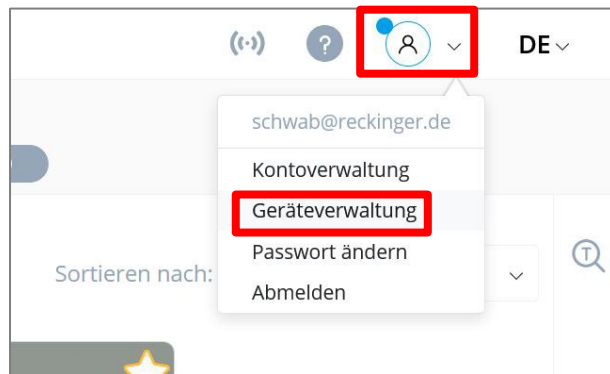 ?
DE
schwab@reckinger.de
Kontoverwaltung
Geräteverwaltung
Passwort ändern
Sortieren nach:
T
Abmelden